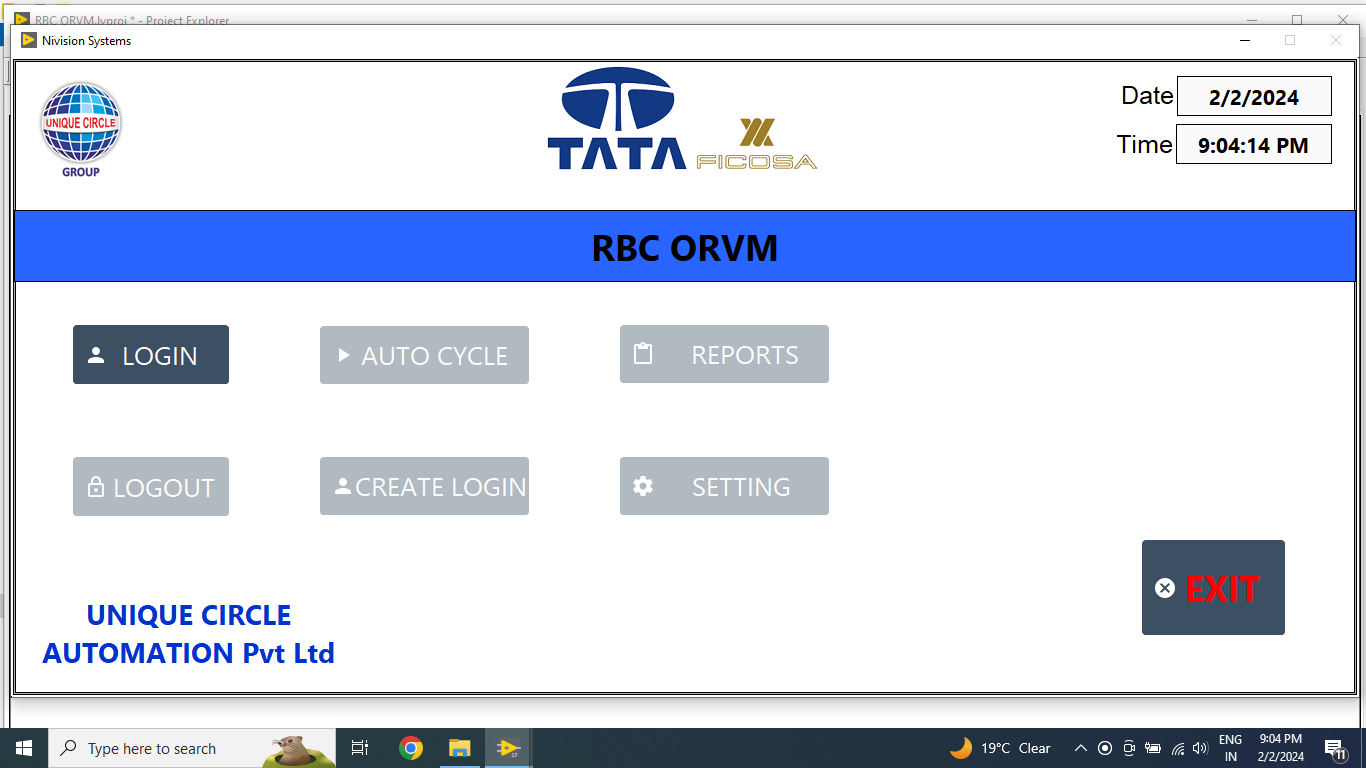 RBC ORVM.lvproj * - Project Explorer
Nivision Systems
UNIQUE CIRCLE
GROUP
TATA
FICOSA
Date 2/2/2024
Time 9:04:14 PM
RBC ORVM
LOGIN
AUTO CYCLE
REPORTS
LOGOUT
CREATE LOGIN
SETTING
EXIT
UNIQUE CIRCLE
AUTOMATION Pvt Ltd
Type here to search
17
19°C Clear
ENG
IN
9:04 PM
2/2/2024
11